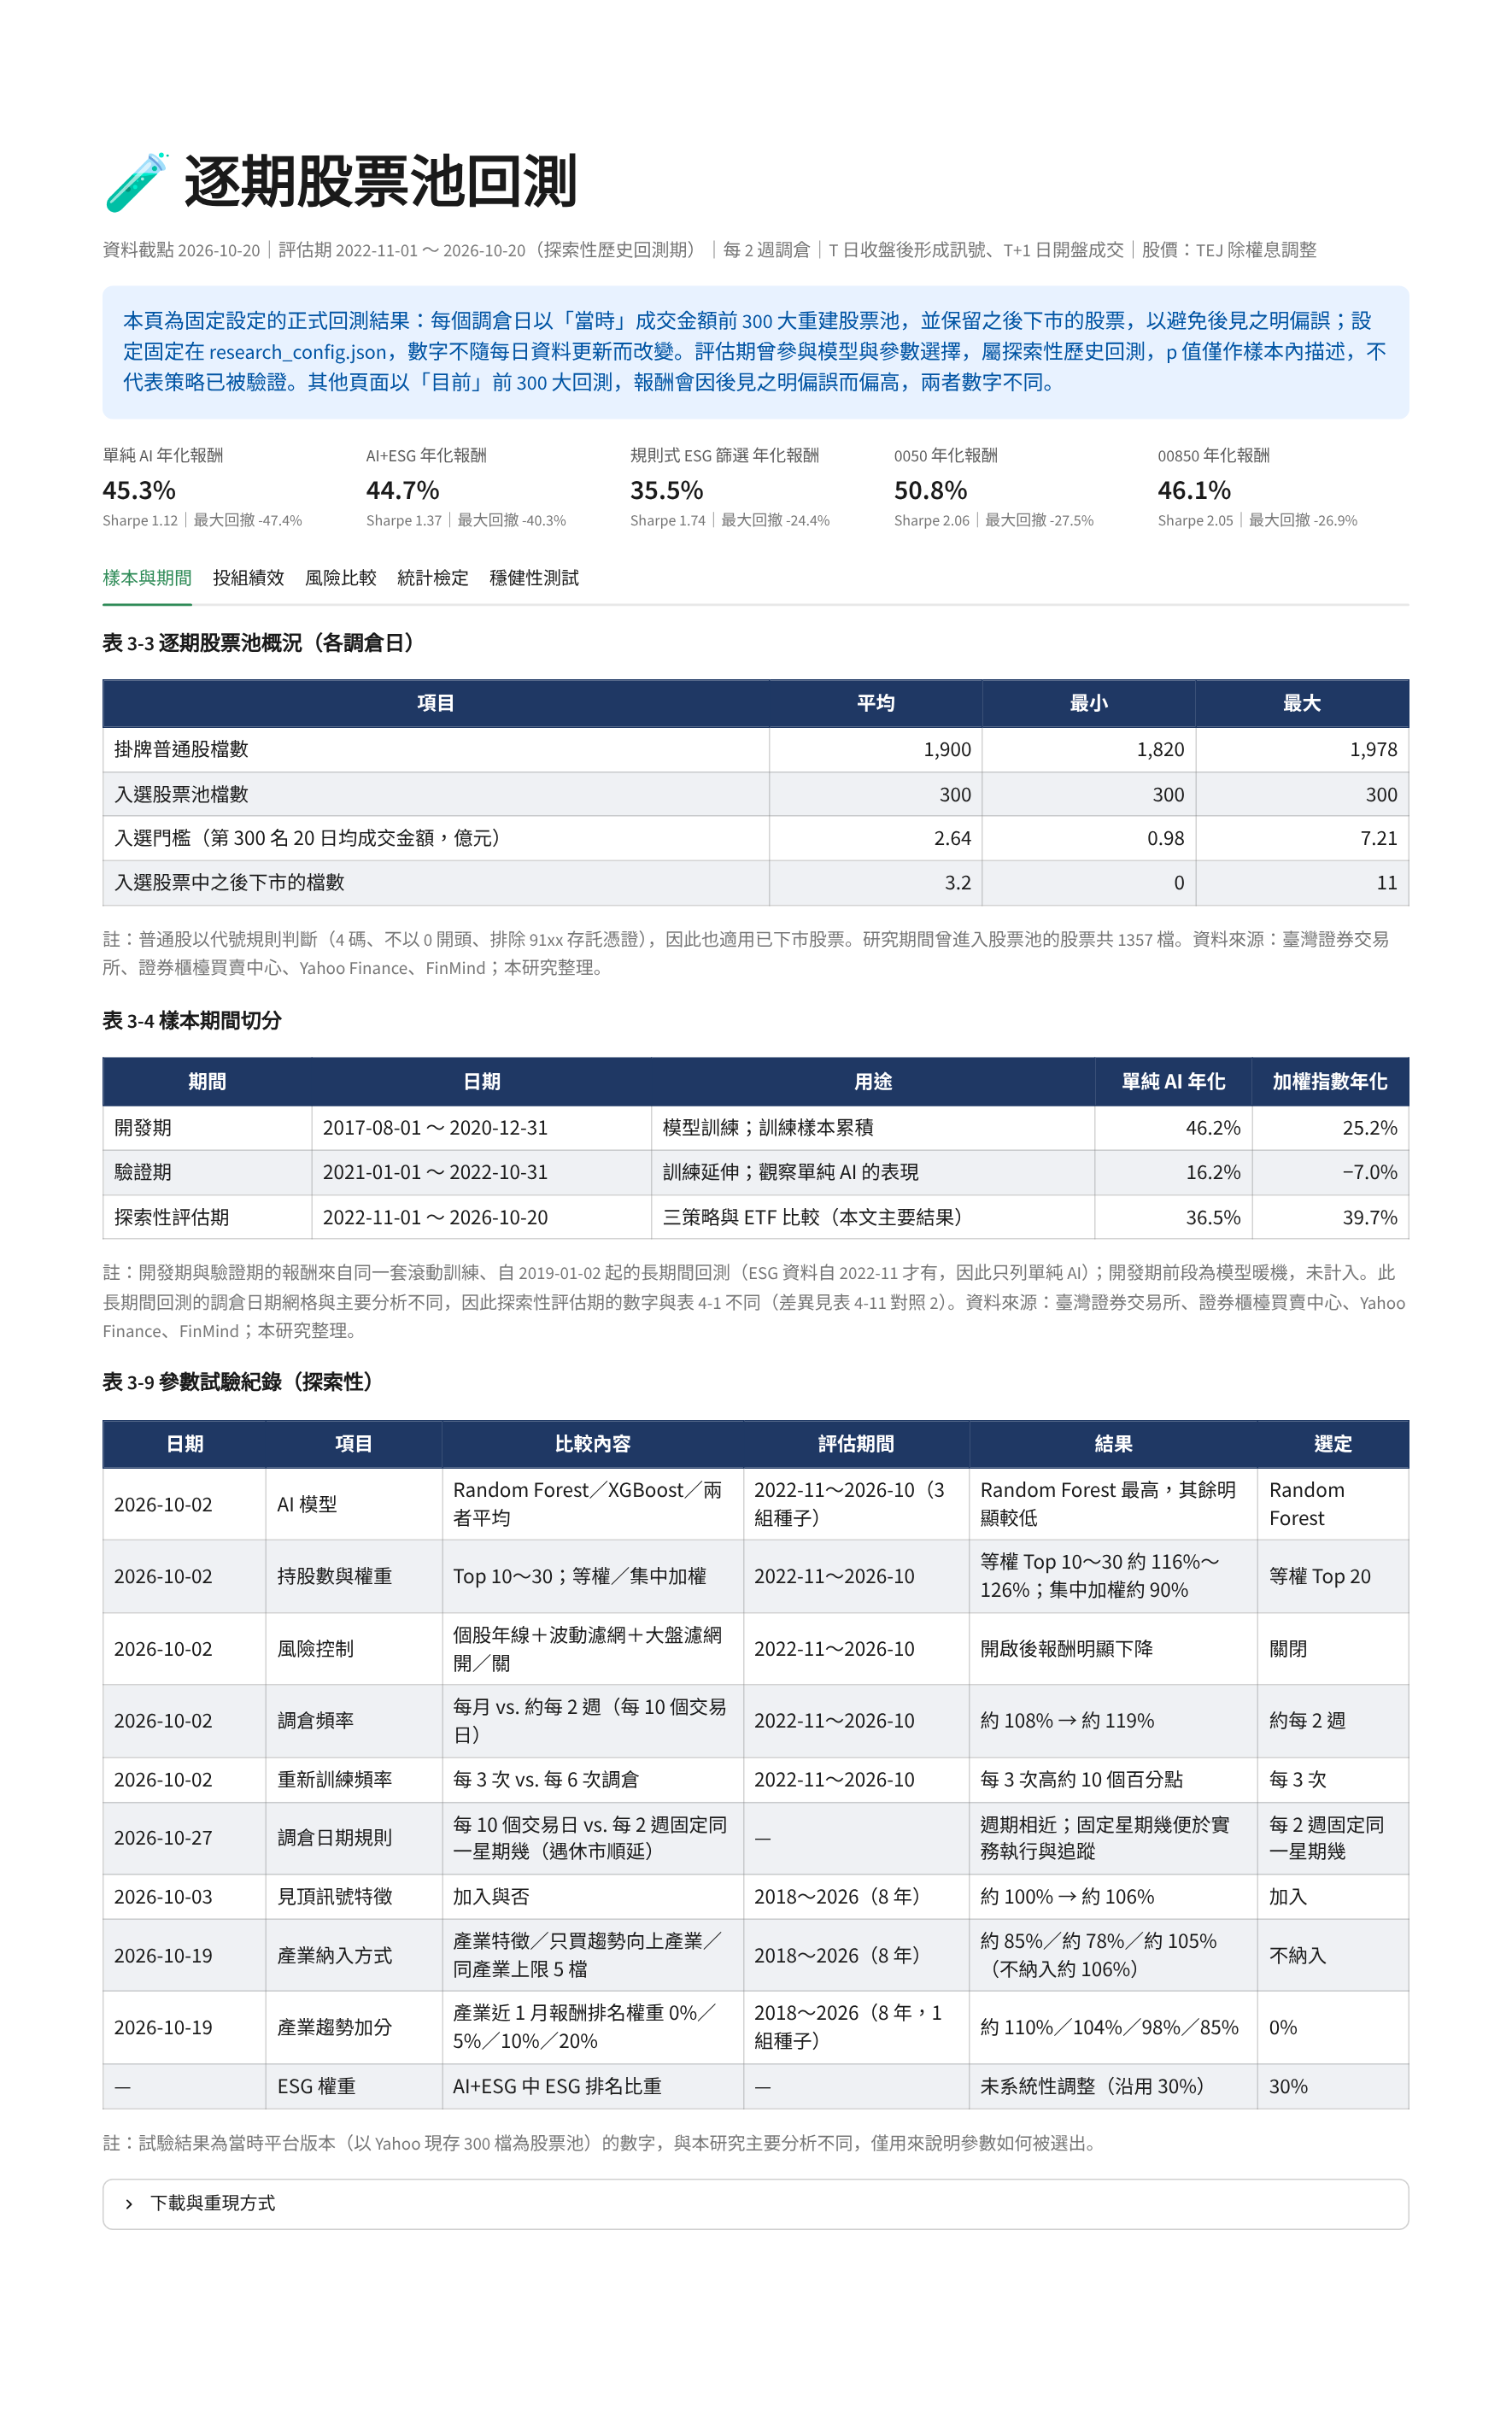 逐期股票池回測
資料截點 2026-10-20｜評估期 2022-11-01 ～ 2026-10-20（探索性歷史回測期）｜每 2 週調倉｜T 日收盤後形成訊號、T+1 日開盤成交｜股價：TEJ 除權息調整
本頁為固定設定的正式回測結果：每個調倉日以「當時」成交金額前 300 大重建股票池，並保留之後下市的股票，以避免後見之明偏誤；設
定固定在 research_config.json，數字不隨每日資料更新而改變。評估期曾參與模型與參數選擇，屬探索性歷史回測，p 值僅作樣本內描述，不
代表策略已被驗證。其他頁面以「目前」前 300 大回測，報酬會因後見之明偏誤而偏高，兩者數字不同。
單純 AI 年化報酬
45.3%
Sharpe 1.12｜最大回撤 -47.4%
AI+ESG 年化報酬
44.7%
Sharpe 1.37｜最大回撤 -40.3%
規則式 ESG 篩選 年化報酬
35.5%
Sharpe 1.74｜最大回撤 -24.4%
0050 年化報酬
50.8%
Sharpe 2.06｜最大回撤 -27.5%
00850 年化報酬
46.1%
Sharpe 2.05｜最大回撤 -26.9%
樣本與期間 投組績效 風險比較 統計檢定 穩健性測試
表 3-3 逐期股票池概況（各調倉日）
項目 平均 最小 最大
掛牌普通股檔數 1,900 1,820 1,978
入選股票池檔數 300 300 300
入選門檻（第 300 名 20 日均成交金額，億元） 2.64 0.98 7.21
入選股票中之後下市的檔數 3.2 0 11
註：普通股以代號規則判斷（4 碼、不以 0 開頭、排除 91xx 存託憑證），因此也適用已下市股票。研究期間曾進入股票池的股票共 1357 檔。資料來源：臺灣證券交易
所、證券櫃檯買賣中心、Yahoo Finance、FinMind；本研究整理。
表 3-4 樣本期間切分
期間 日期 用途 單純 AI 年化 加權指數年化
開發期 2017-08-01 ～ 2020-12-31 模型訓練；訓練樣本累積 46.2% 25.2%
驗證期 2021-01-01 ～ 2022-10-31 訓練延伸；觀察單純 AI 的表現 16.2% −7.0%
探索性評估期 2022-11-01 ～ 2026-10-20 三策略與 ETF 比較（本文主要結果） 36.5% 39.7%
註：開發期與驗證期的報酬來自同一套滾動訓練、自 2019-01-02 起的長期間回測（ESG 資料自 2022-11 才有，因此只列單純 AI）；開發期前段為模型暖機，未計入。此
長期間回測的調倉日期網格與主要分析不同，因此探索性評估期的數字與表 4-1 不同（差異見表 4-11 對照 2）。資料來源：臺灣證券交易所、證券櫃檯買賣中心、Yahoo
Finance、FinMind；本研究整理。
表 3-9 參數試驗紀錄（探索性）
日期 項目 比較內容 評估期間 結果 選定
2026-10-02 AI 模型 Random Forest／XGBoost／兩
者平均 2022-11～2026-10（3
組種子） Random Forest 最高，其餘明
顯較低 Random
Forest
2026-10-02 持股數與權重 Top 10～30；等權／集中加權 2022-11～2026-10 等權 Top 10～30 約 116%～
126%；集中加權約 90% 等權 Top 20
2026-10-02 風險控制 個股年線＋波動濾網＋大盤濾網
開／關 2022-11～2026-10 開啟後報酬明顯下降 關閉
2026-10-02 調倉頻率 每月 vs. 約每 2 週（每 10 個交易
日） 2022-11～2026-10 約 108% → 約 119% 約每 2 週
2026-10-02 重新訓練頻率 每 3 次 vs. 每 6 次調倉 2022-11～2026-10 每 3 次高約 10 個百分點 每 3 次
2026-10-27 調倉日期規則 每 10 個交易日 vs. 每 2 週固定同
一星期幾（遇休市順延） — 週期相近；固定星期幾便於實
務執行與追蹤 每 2 週固定同
一星期幾
2026-10-03 見頂訊號特徵 加入與否 2018～2026（8 年） 約 100% → 約 106% 加入
2026-10-19 產業納入方式 產業特徵／只買趨勢向上產業／
同產業上限 5 檔 2018～2026（8 年） 約 85%／約 78%／約 105%
（不納入約 106%） 不納入
2026-10-19 產業趨勢加分 產業近 1 月報酬排名權重 0%／
5%／10%／20% 2018～2026（8 年，1
組種子） 約 110%／104%／98%／85% 0%
— ESG 權重 AI+ESG 中 ESG 排名比重 — 未系統性調整（沿用 30%） 30%
註：試驗結果為當時平台版本（以 Yahoo 現存 300 檔為股票池）的數字，與本研究主要分析不同，僅用來說明參數如何被選出。
下載與重現方式